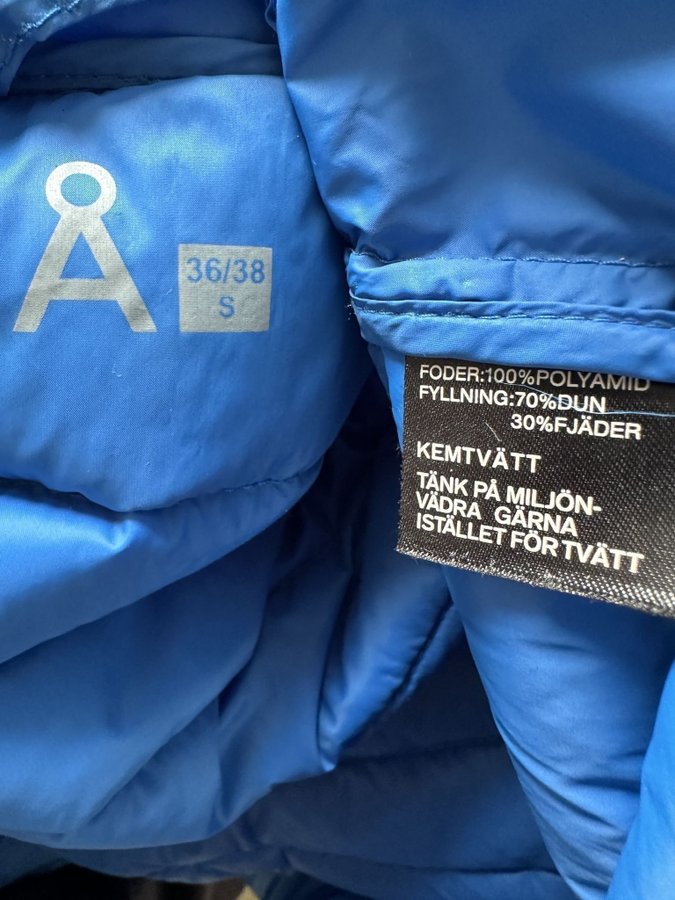 Å
36/38
S
FODER:100%POLYAMID
FYLLNING:70%DUN
30%FJÄDER
KEMTVÄTT
TÄNK PÅ MILJÖN-
VÄDRA GÄRNA
ISTÄLLET FÖR TVÄTT